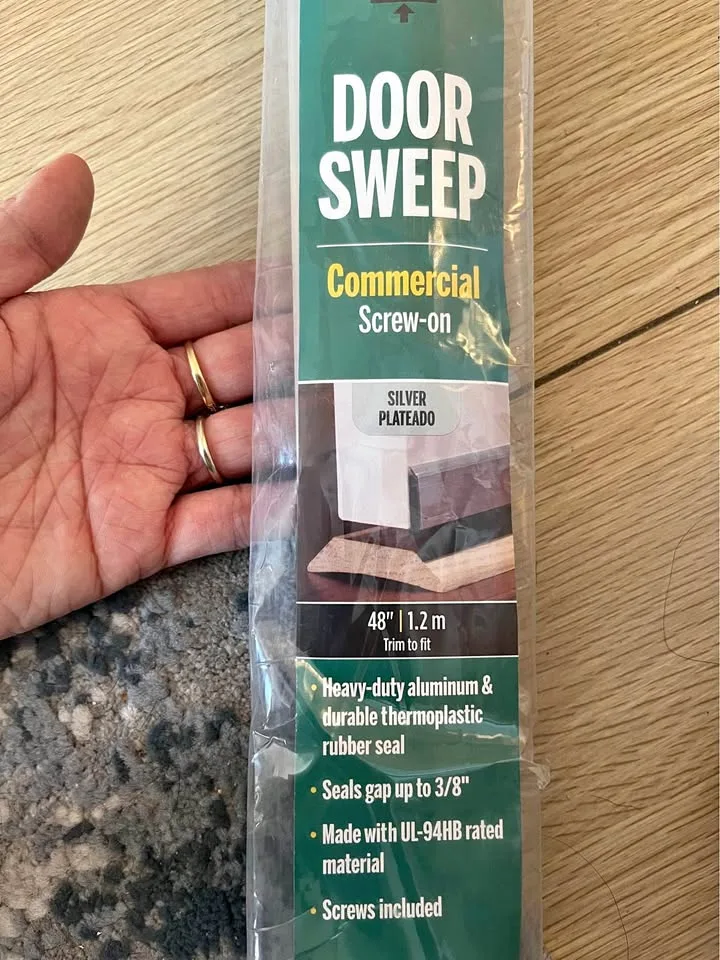 DOOR
SWEEP
Commercial
Screw-on
SILVER
PLATEADO
48" | 1.2 m
Trim to fit
• Heavy-duty aluminum &
durable thermoplastic
rubber seal
• Seals gap up to 3/8"
• Made with UL-94HB rated
material
• Screws included